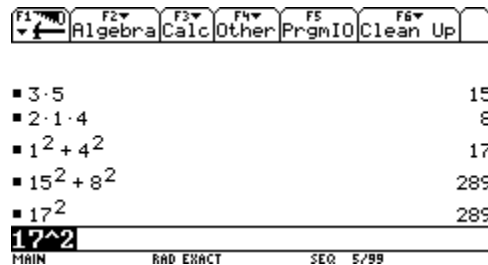 F1 F2 Algebra F3 Calc F4 Other F5 PrgmIO F6 Clean Up
3·5 15
2·1·4 8
1² + 4² 17
15² + 8² 289
17² 289
17^2
MAIN RAD EXACT SEQ 5/99